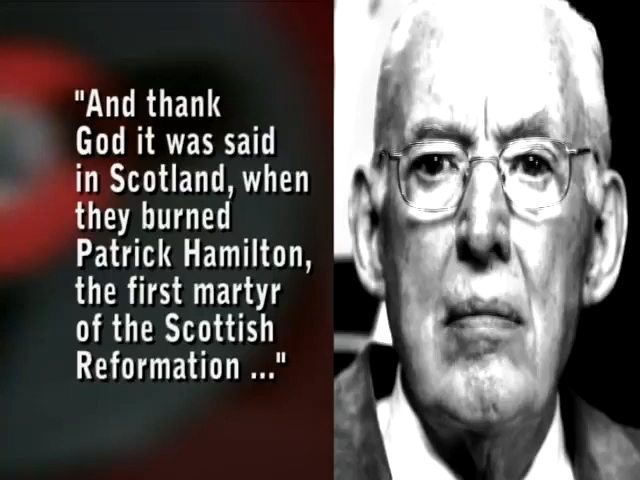 "And thank
God it was said
in Scotland, when
they burned
Patrick Hamilton,
the first martyr
of the Scottish
Reformation ..."